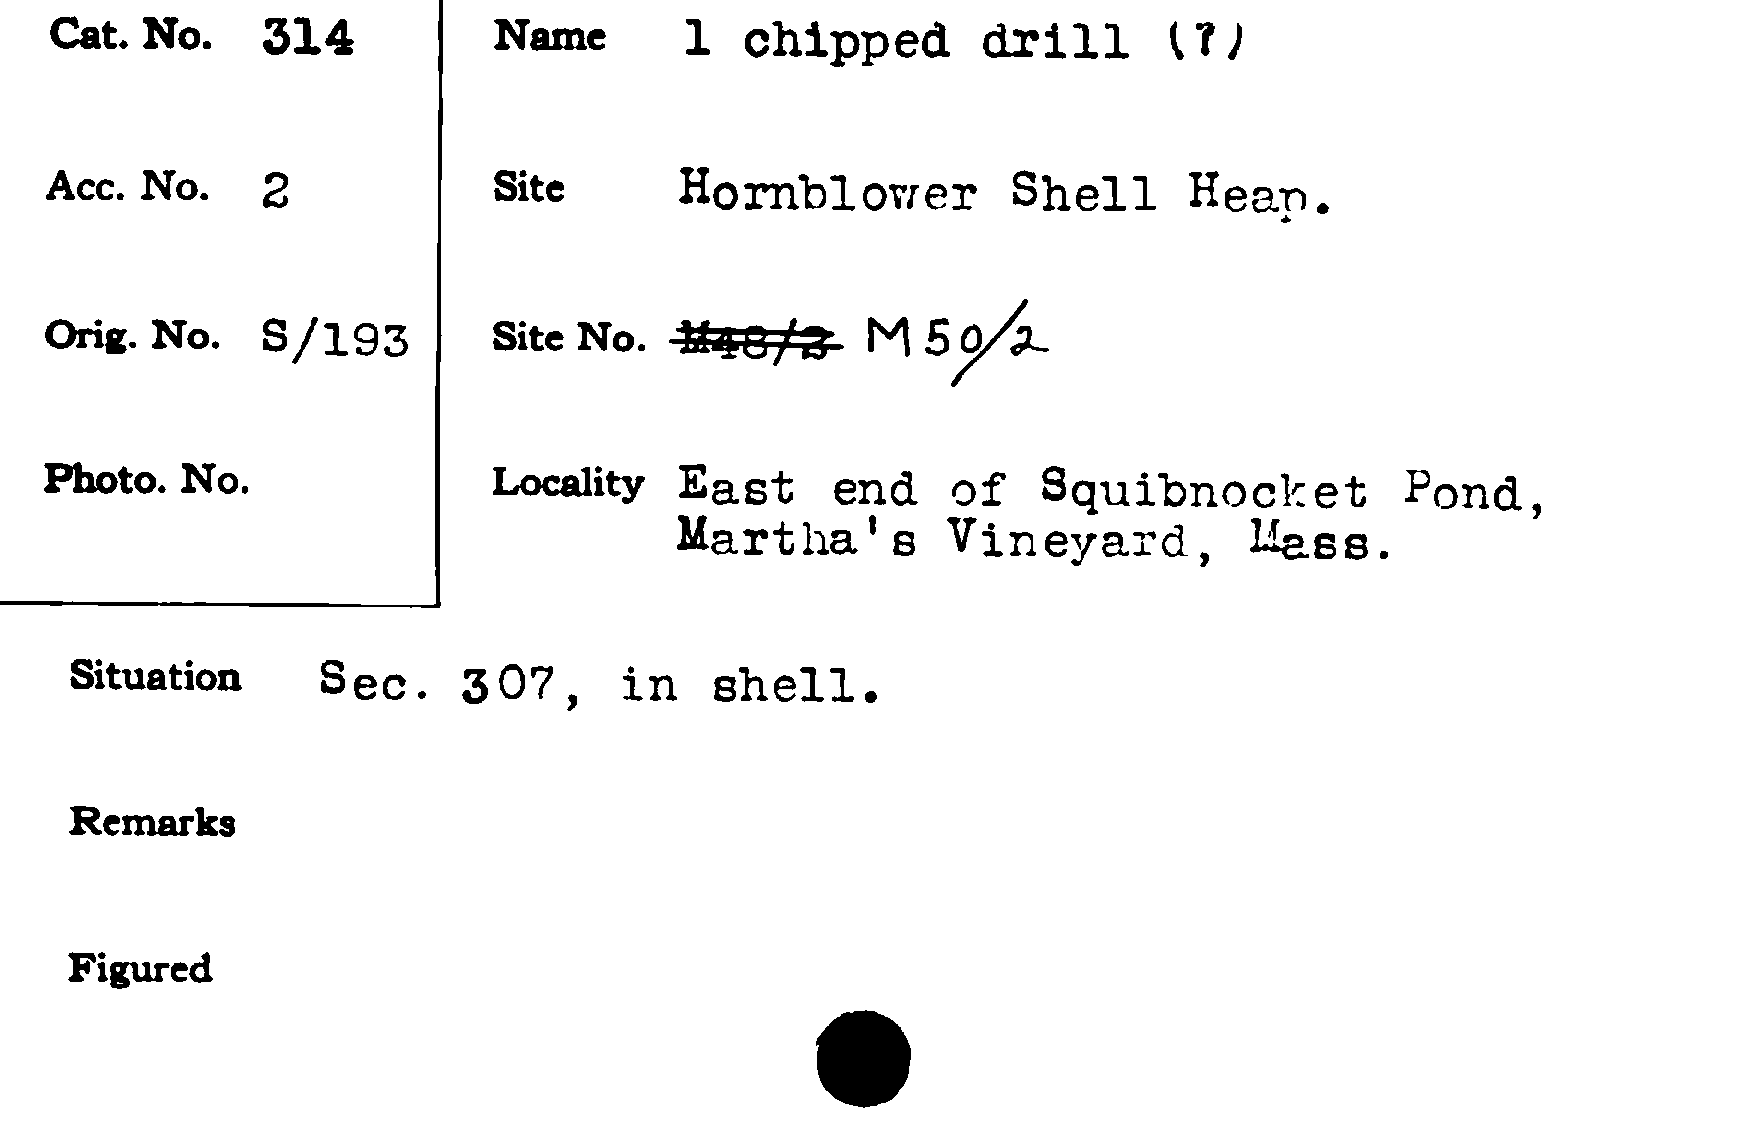 Cat. No. 314
Name 1 chipped drill (?)
Acc. No. 2
Site Hornblower Shell Heap.
Orig. No. S/193
Site No. M50/2
Photo. No.
Locality East end of Squibnocket Pond,
Martha's Vineyard, Mass.
Situation Sec. 307, in shell.
Remarks
Figured